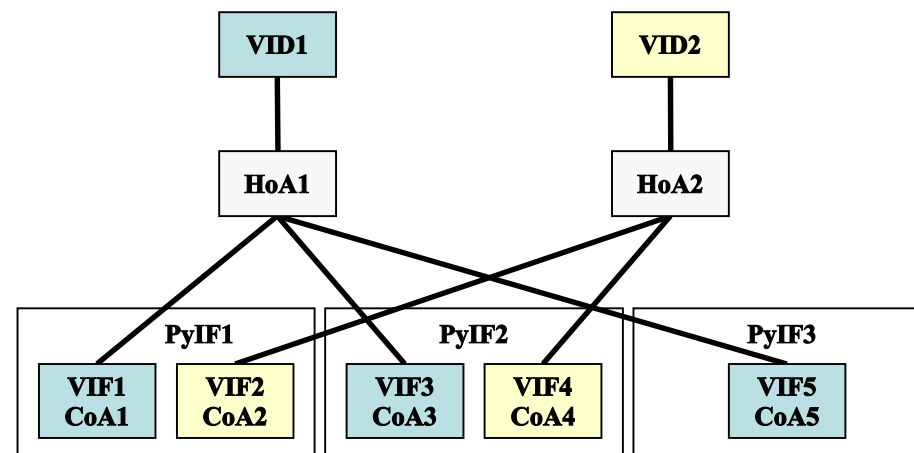 VID1
VID2
HoA1
HoA2
PyIF1
PyIF2
PyIF3
VIF1
CoA1
VIF2
CoA2
VIF3
CoA3
VIF4
CoA4
VIF5
CoA5